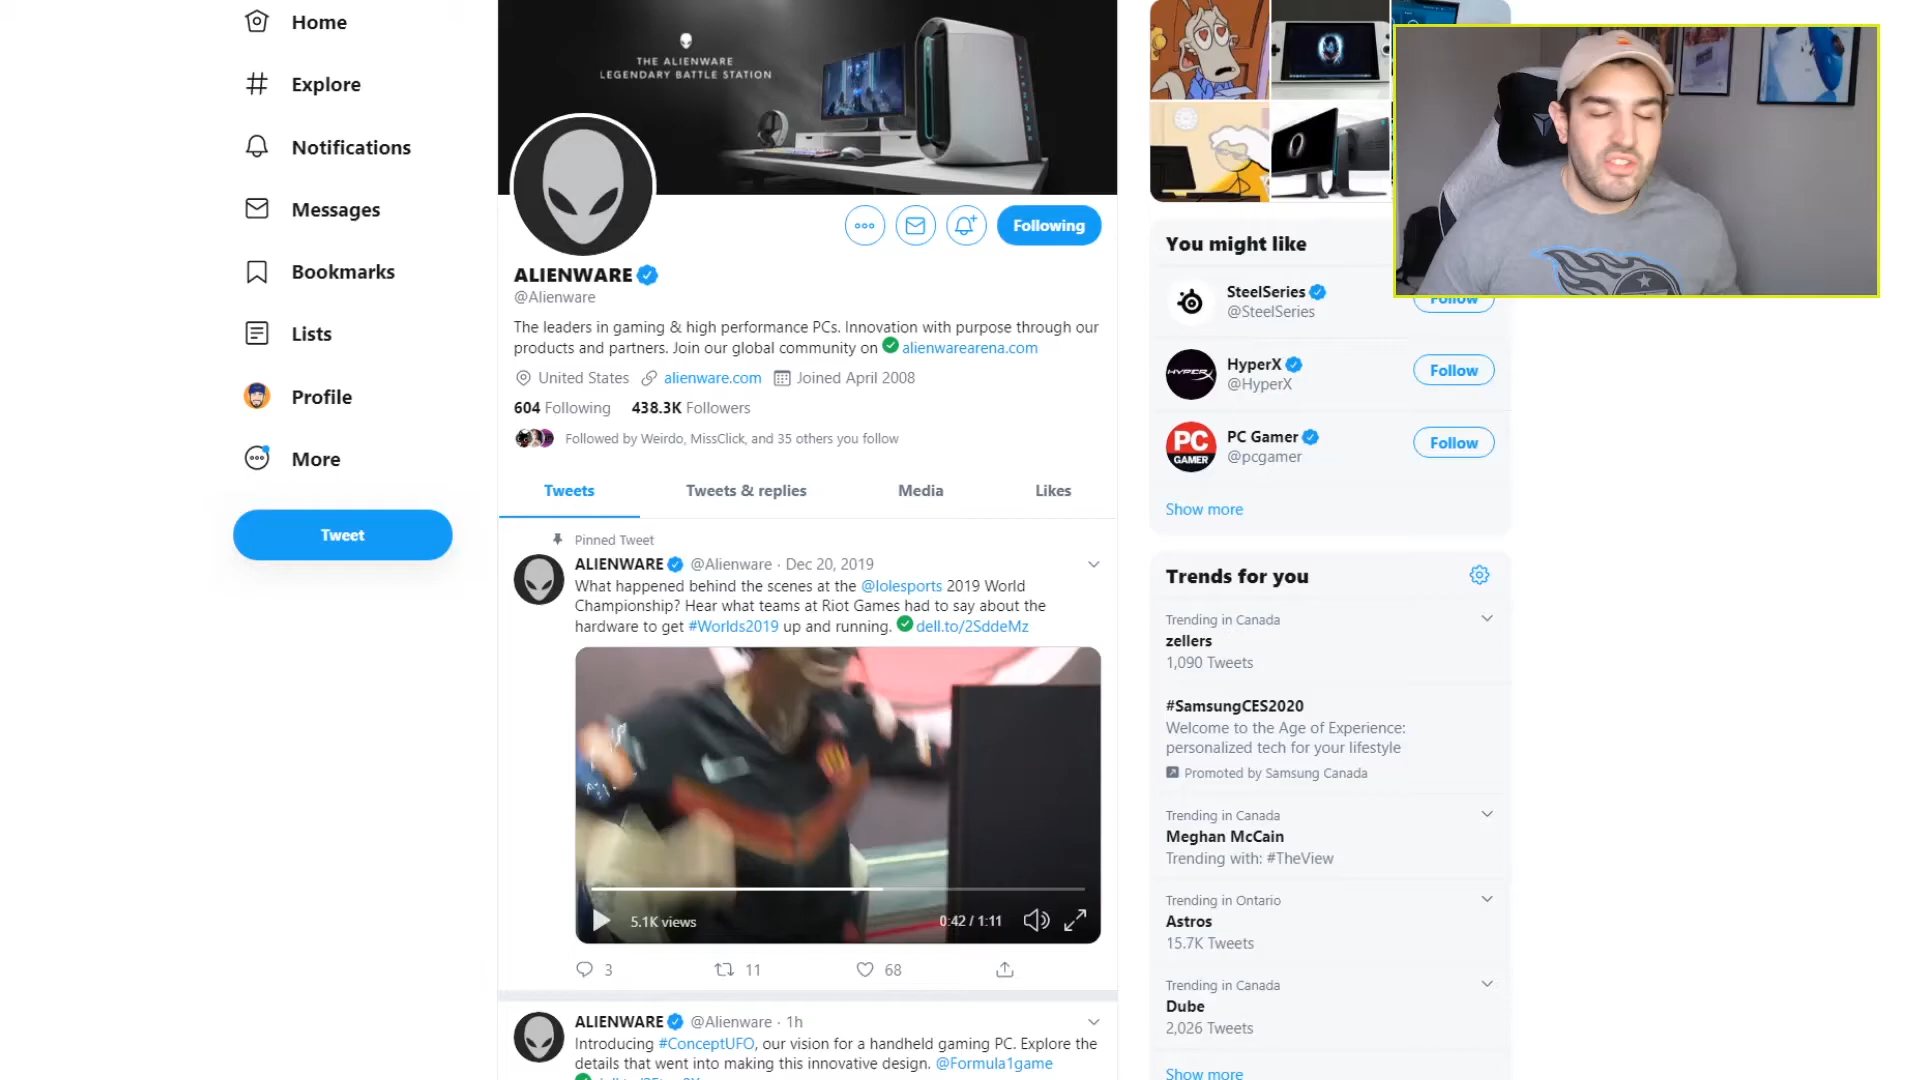 Home
Explore
Notifications
Messages
Bookmarks
Lists
Profile
More
Tweet
THE ALIENWARE
LEGENDARY BATTLE STATION
Following
ALIENWARE
@Alienware
The leaders in gaming & high performance PCs. Innovation with purpose through our
products and partners. Join our global community on alienwarearena.com
United States alienware.com Joined April 2008
604 Following 438.3K Followers
Followed by Weirdo, MissClick, and 35 others you follow
Tweets Tweets & replies Media Likes
Pinned Tweet
ALIENWARE @Alienware · Dec 20, 2019
What happened behind the scenes at the @lolesports 2019 World
Championship? Hear what teams at Riot Games had to say about the
hardware to get #Worlds2019 up and running. dell.to/2SddeMz
5.1K views 0:42 / 1:11
3 11 68
ALIENWARE @Alienware · 1h
Introducing #ConceptUFO, our vision for a handheld gaming PC. Explore the
details that went into making this innovative design. @Formula1game
You might like
SteelSeries
@SteelSeries
Follow
HyperX
@HyperX
HYPERX
Follow
PC Gamer
@pcgamer
PC
GAMER
Follow
Show more
Trends for you
Trending in Canada
zellers
1,090 Tweets
#SamsungCES2020
Welcome to the Age of Experience:
personalized tech for your lifestyle
Promoted by Samsung Canada
Trending in Canada
Meghan McCain
Trending with: #TheView
Trending in Ontario
Astros
15.7K Tweets
Trending in Canada
Dube
2,026 Tweets
Show more